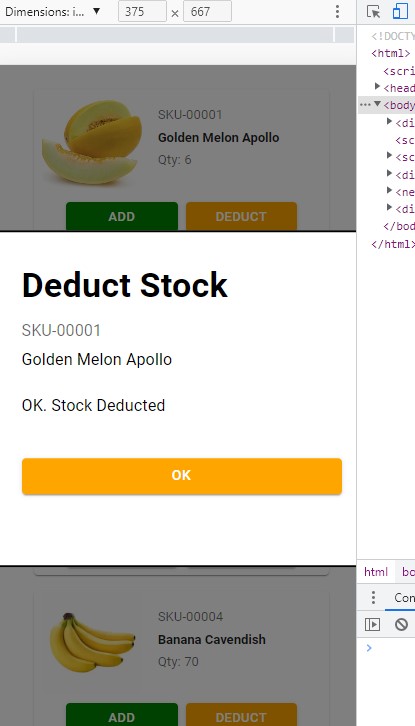 Dimensions: i... ▼ 375 × 667
SKU-00001
Golden Melon Apollo
Qty: 6
ADD DEDUCT
Deduct Stock
SKU-00001
Golden Melon Apollo
OK. Stock Deducted
OK
SKU-00004
Banana Cavendish
Qty: 70
ADD DEDUCT
<!DOCTY
<html>
<scri
<head
<body
<di
<sc
<sc
<di
<ne
<di
</bod
</html>
html bo
Con